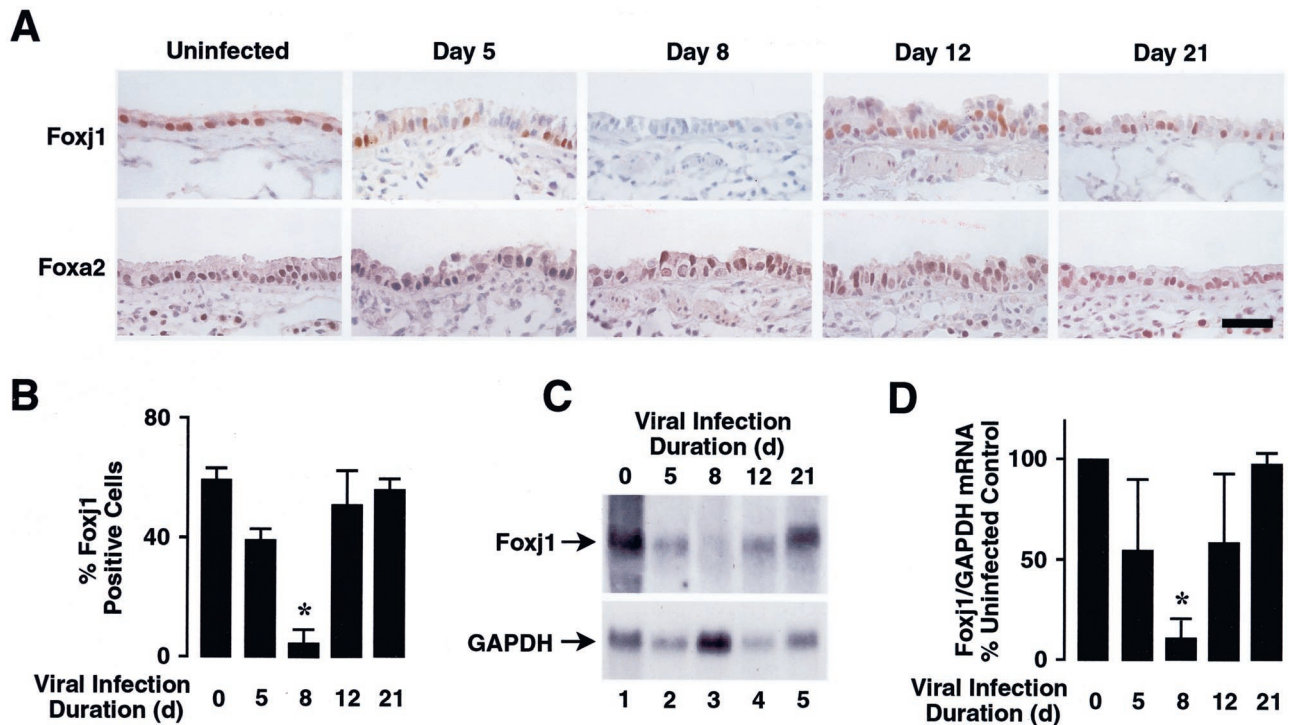 A
Uninfected Day 5 Day 8 Day 12 Day 21
Foxj1
Foxa2
B
80
40
0
% Foxj1
Positive Cells
Viral Infection
Duration (d)
0 5 8 12 21
*
C
Viral Infection
Duration (d)
0 5 8 12 21
Foxj1
GAPDH
1 2 3 4 5
D
100
50
0
Foxj1/GAPDH mRNA
% Uninfected Control
*
Viral Infection
Duration (d)
0 5 8 12 21